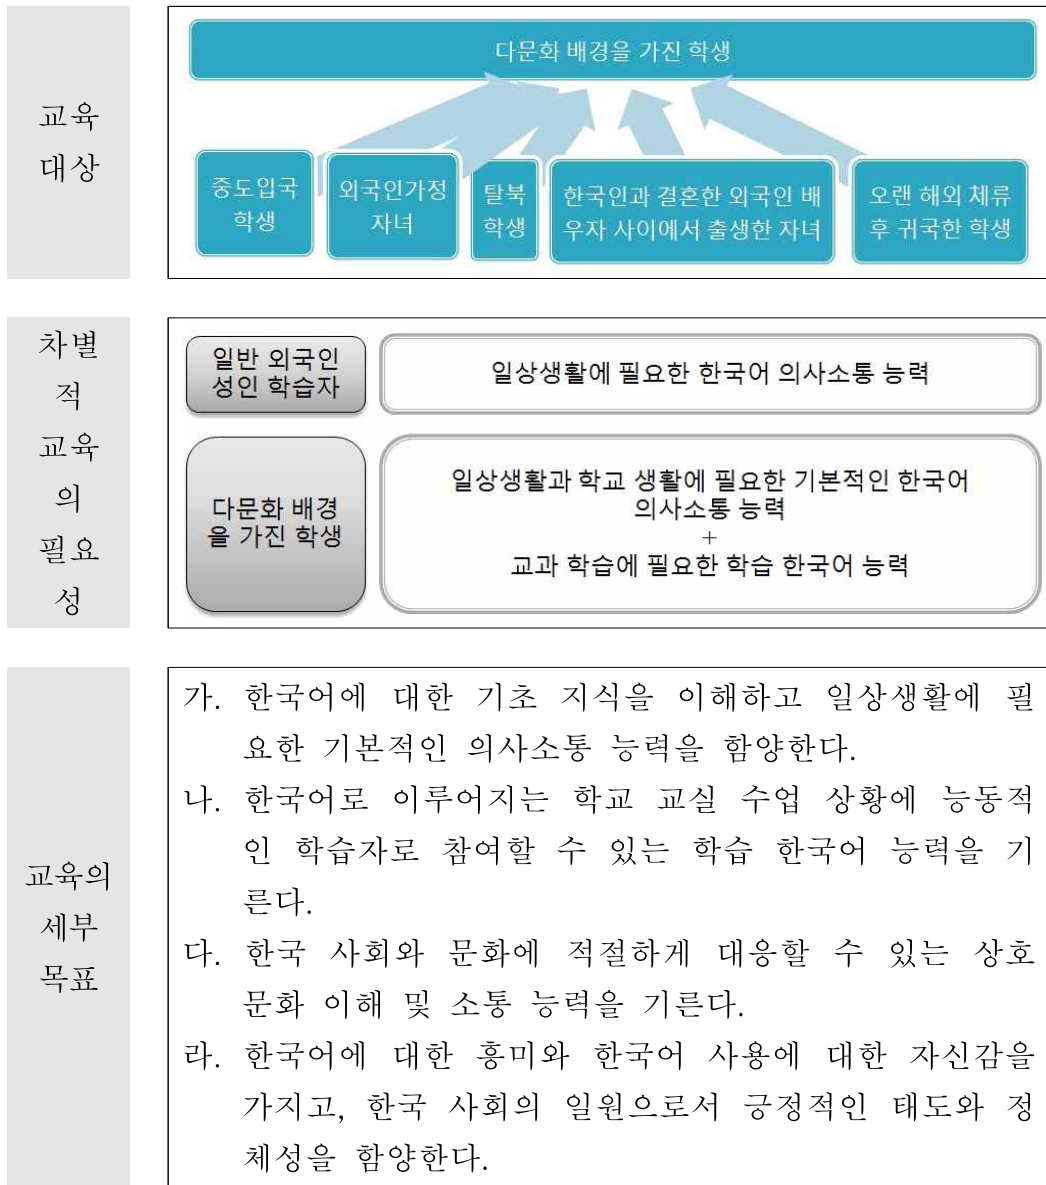 교육
대상
다문화 배경을 가진 학생
중도입국
학생
외국인가정
자녀
탈북
학생
한국인과 결혼한 외국인 배
우자 사이에서 출생한 자녀
오랜 해외 체류
후 귀국한 학생
차별
적
교육
의
필요
성
일반 외국인
성인 학습자
일상생활에 필요한 한국어 의사소통 능력
다문화 배경
을 가진 학생
일상생활과 학교 생활에 필요한 기본적인 한국어
의사소통 능력
+
교과 학습에 필요한 학습 한국어 능력
교육의
세부
목표
가. 한국어에 대한 기초 지식을 이해하고 일상생활에 필
요한 기본적인 의사소통 능력을 함양한다.
나. 한국어로 이루어지는 학교 교실 수업 상황에 능동적
인 학습자로 참여할 수 있는 학습 한국어 능력을 기
른다.
다. 한국 사회와 문화에 적절하게 대응할 수 있는 상호
문화 이해 및 소통 능력을 기른다.
라. 한국어에 대한 흥미와 한국어 사용에 대한 자신감을
가지고, 한국 사회의 일원으로서 긍정적인 태도와 정
체성을 함양한다.